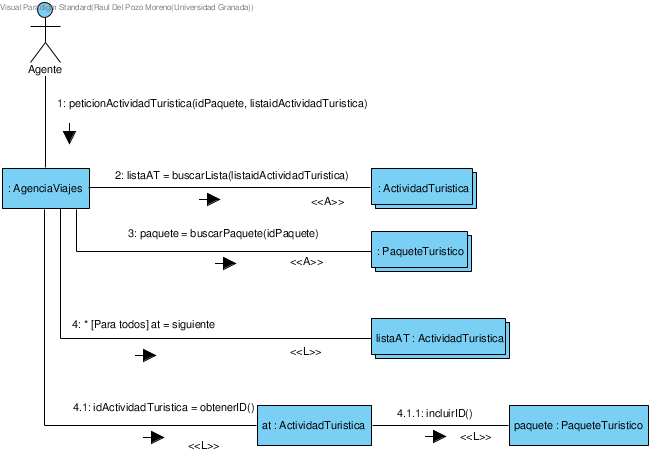 Visual Paradigm Standard(Raul Del Pozo Moreno(Universidad Granada))
Agente
1: peticionActividadTuristica(idPaquete, listaidActividadTuristica)
: AgenciaViajes
2: listaAT = buscarLista(listaidActividadTuristica)
<<A>>
: ActividadTuristica
3: paquete = buscarPaquete(idPaquete)
<<A>>
: PaqueteTuristico
4: * [Para todos] at = siguiente
<<L>>
listaAT : ActividadTuristica
4.1: idActividadTuristica = obtenerID()
<<L>>
at : ActividadTuristica
4.1.1: incluirID()
<<L>>
paquete : PaqueteTuristico